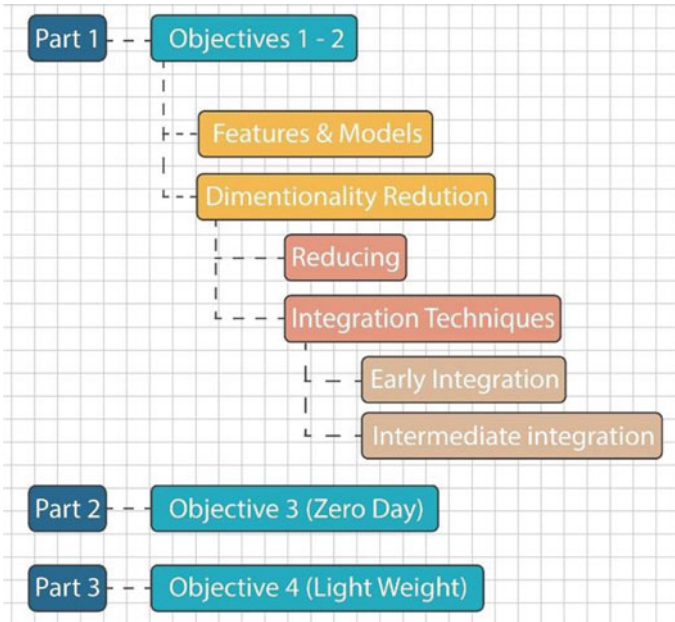 Part 1 Objectives 1 - 2
Features & Models
Dimentionality Redution
Reducing
Integration Techniques
Early Integration
Intermediate integration
Part 2 Objective 3 (Zero Day)
Part 3 Objective 4 (Light Weight)